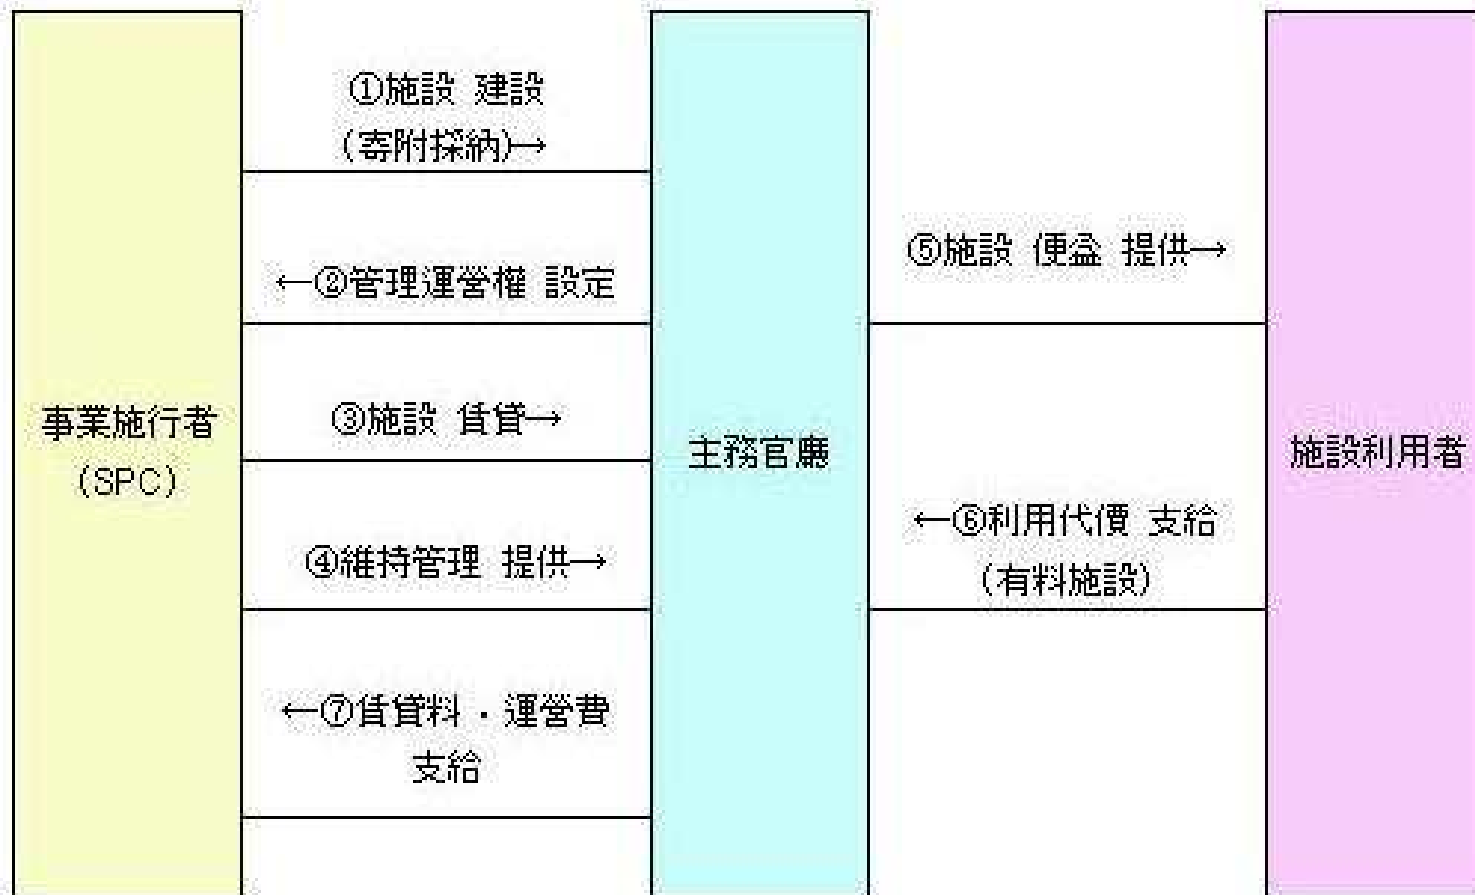 ①施設 建設
(寄附採納)→
←②管理運営權 設定
③施設 賃貸→
④維持管理 提供→
←⑦賃貸料・運営費
支給
事業施行者
(SPC)
主務官廳
⑤施設 便益 提供→
←⑥利用代價 支給
(有料施設)
施設利用者